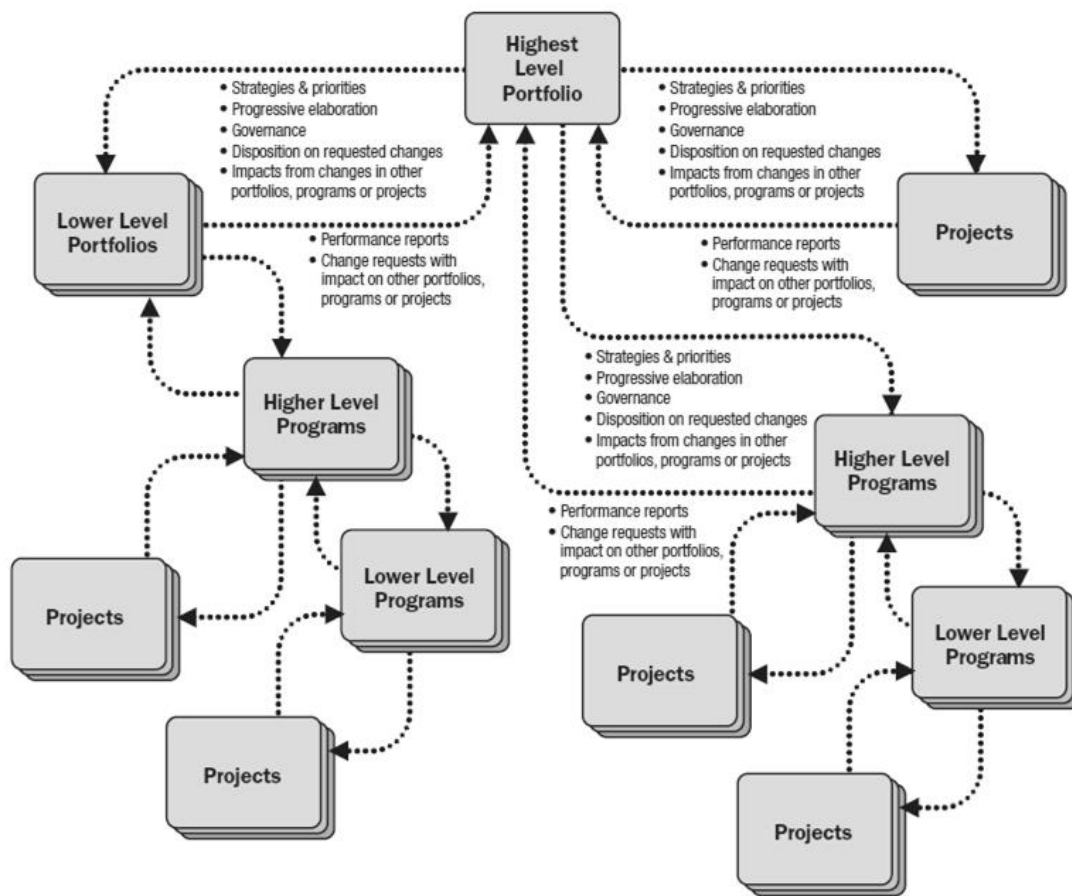 Highest
Level
Portfolio
• Strategies & priorities
• Progressive elaboration
• Governance
• Disposition on requested changes
• Impacts from changes in other
portfolios, programs or projects
• Strategies & priorities
• Progressive elaboration
• Governance
• Disposition on requested changes
• Impacts from changes in other
portfolios, programs or projects
Lower Level
Portfolios
Projects
• Performance reports
• Change requests with
impact on other portfolios,
programs or projects
• Performance reports
• Change requests with
impact on other portfolios,
programs or projects
• Strategies & priorities
• Progressive elaboration
• Governance
• Disposition on requested changes
• Impacts from changes in other
portfolios, programs or projects
Higher Level
Programs
Higher Level
Programs
• Performance reports
• Change requests with
impact on other portfolios,
programs or projects
Lower Level
Programs
Projects
Lower Level
Programs
Projects
Projects
Projects